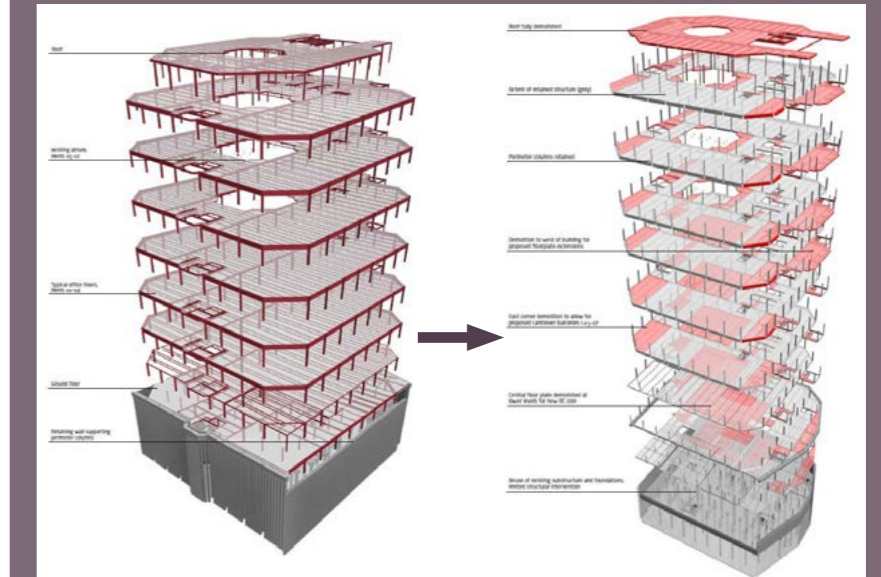 Roof
Existing atrium,
Typical office floors,
Ground floor
Retaining wall supporting
perimeter columns
Roof fully demolished
Extent of retained structure (grey)
Perimeter columns retained
Demolition to west of building for
proposed floorplate extensions
East corner demolition to allow for
proposed cantilever balconies
Central floor plate demolished at
lower levels for new RC core
Reuse of existing substructure and foundations,
limited structural intervention